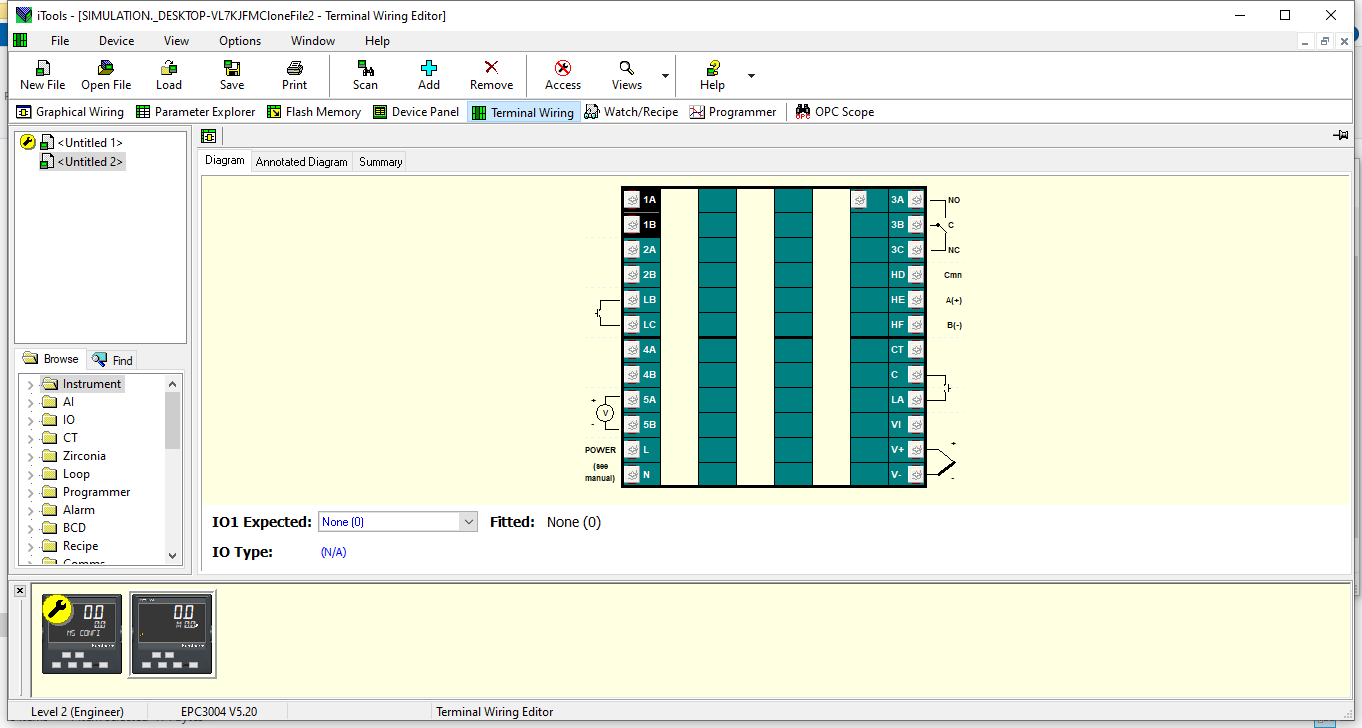 iTools - [SIMULATION._DESKTOP-VL7KJFMCloneFile2 - Terminal Wiring Editor]
File Device View Options Window Help
New File Open File Load Save Print Scan Add Remove Access Views Help
Graphical Wiring Parameter Explorer Flash Memory Device Panel Terminal Wiring Watch/Recipe Programmer OPC Scope
<Untitled 1>
<Untitled 2>
Diagram Annotated Diagram Summary
1A 3A NO
1B 3B C
2A 3C NC
2B HD Cmn
LB HE A(+)
LC HF B(-)
4A CT
4B C
+ 5A LA
V
- 5B VI
POWER L V+ +
(see manual) N V- -
IO1 Expected: None (0) Fitted: None (0)
IO Type: (N/A)
Browse Find
Instrument
AI
IO
CT
Zirconia
Loop
Programmer
Alarm
BCD
Recipe
Comms
0.0
0.0
HS CONFI
0.0
Level 2 (Engineer) EPC3004 V5.20 Terminal Wiring Editor